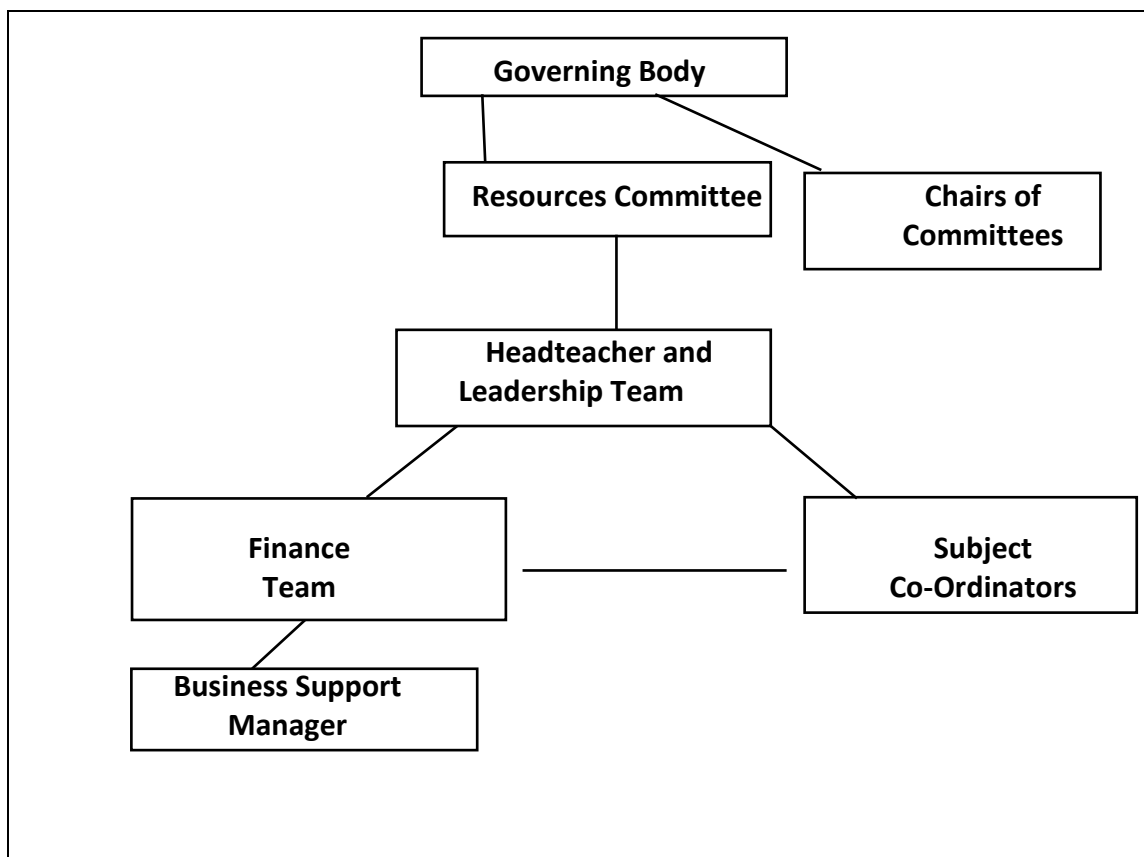 Governing Body
Resources Committee
Chairs of
Committees
Headteacher and
Leadership Team
Finance
Team
Subject
Co-Ordinators
Business Support
Manager